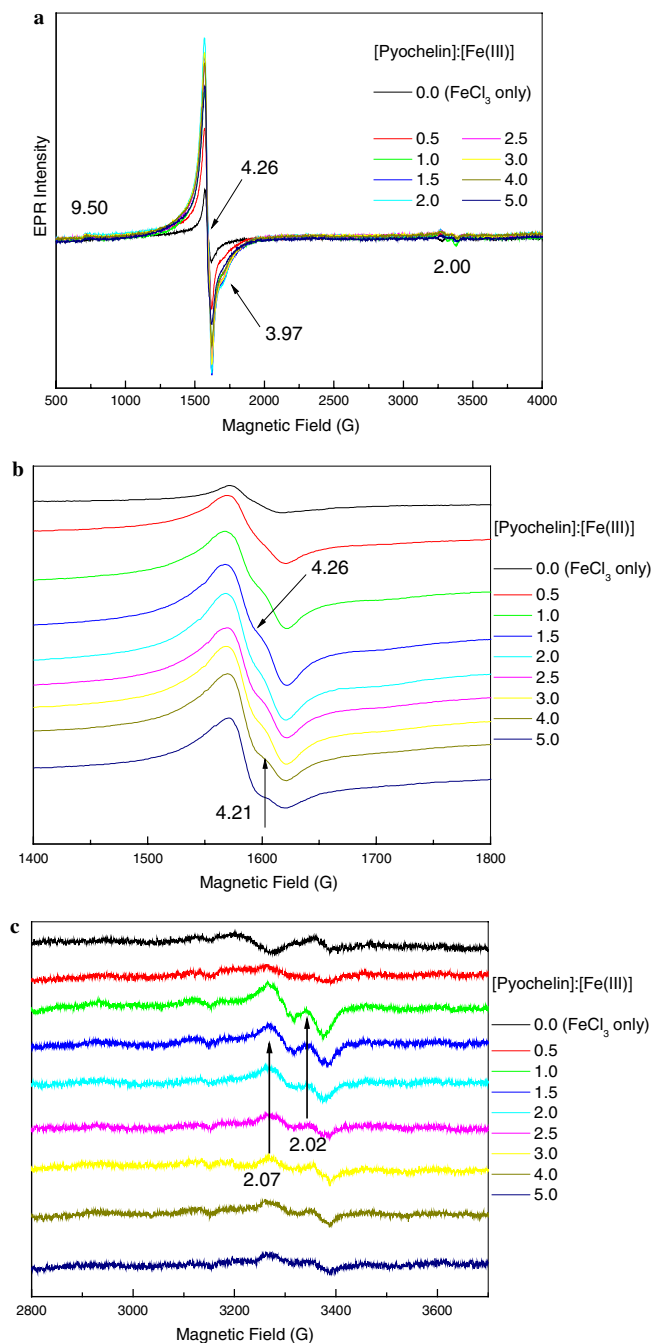 a
[Pyochelin]:[Fe(III)]
0.0 (FeCl3 only)
0.5 2.5
1.0 3.0
1.5 4.0
2.0 5.0
EPR Intensity
9.50
4.26
3.97
2.00
500 1000 1500 2000 2500 3000 3500 4000
Magnetic Field (G)
b
[Pyochelin]:[Fe(III)]
0.0 (FeCl3 only)
0.5
1.0
1.5
2.0
2.5
3.0
4.0
5.0
4.26
4.21
1400 1500 1600 1700 1800
Magnetic Field (G)
c
[Pyochelin]:[Fe(III)]
0.0 (FeCl3 only)
0.5
1.0
1.5
2.0
2.5
3.0
4.0
5.0
2.02
2.07
2800 3000 3200 3400 3600
Magnetic Field (G)